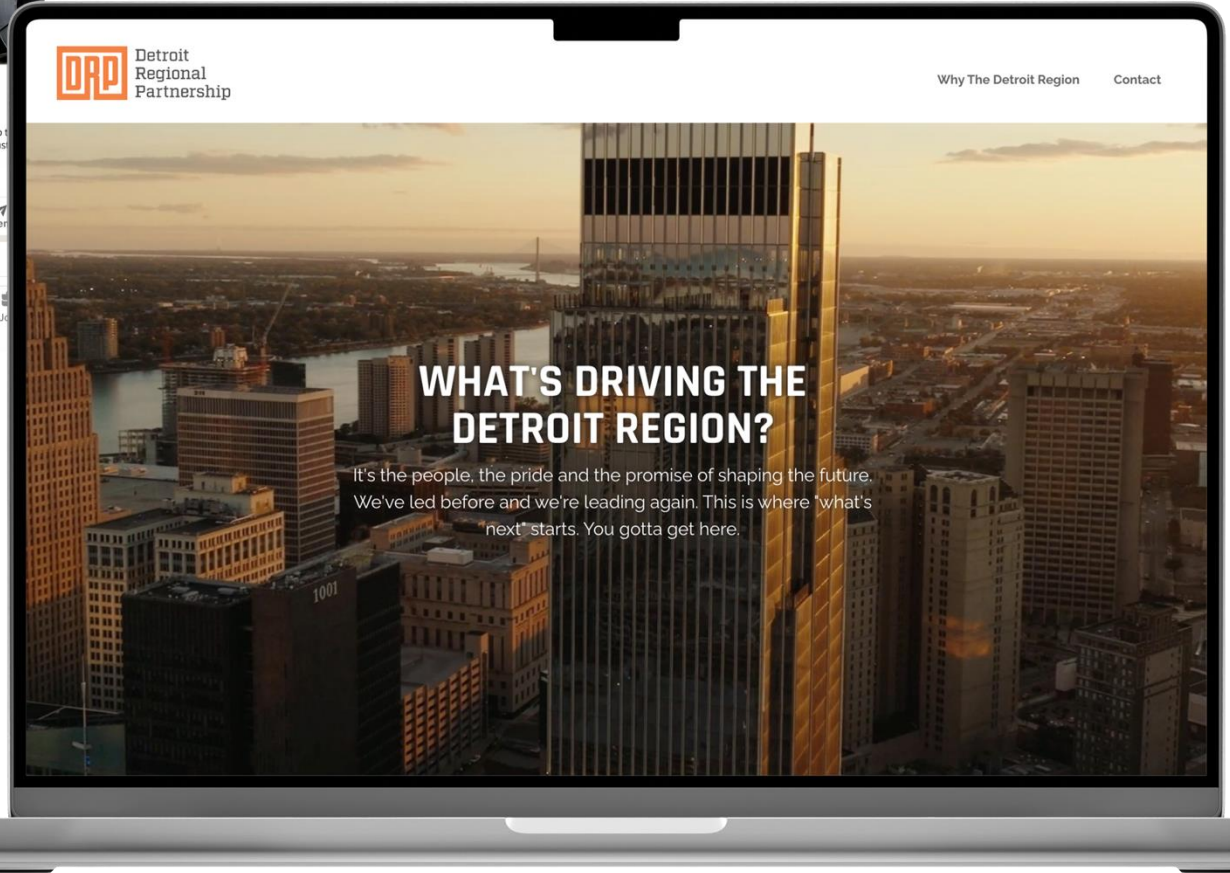 DRP
Detroit
Regional
Partnership
Why The Detroit Region
Contact
WHAT'S DRIVING THE
DETROIT REGION?
It's the people, the pride and the promise of shaping the future.
We've led before and we're leading again. This is where "what's
next" starts. You gotta get here.
1001